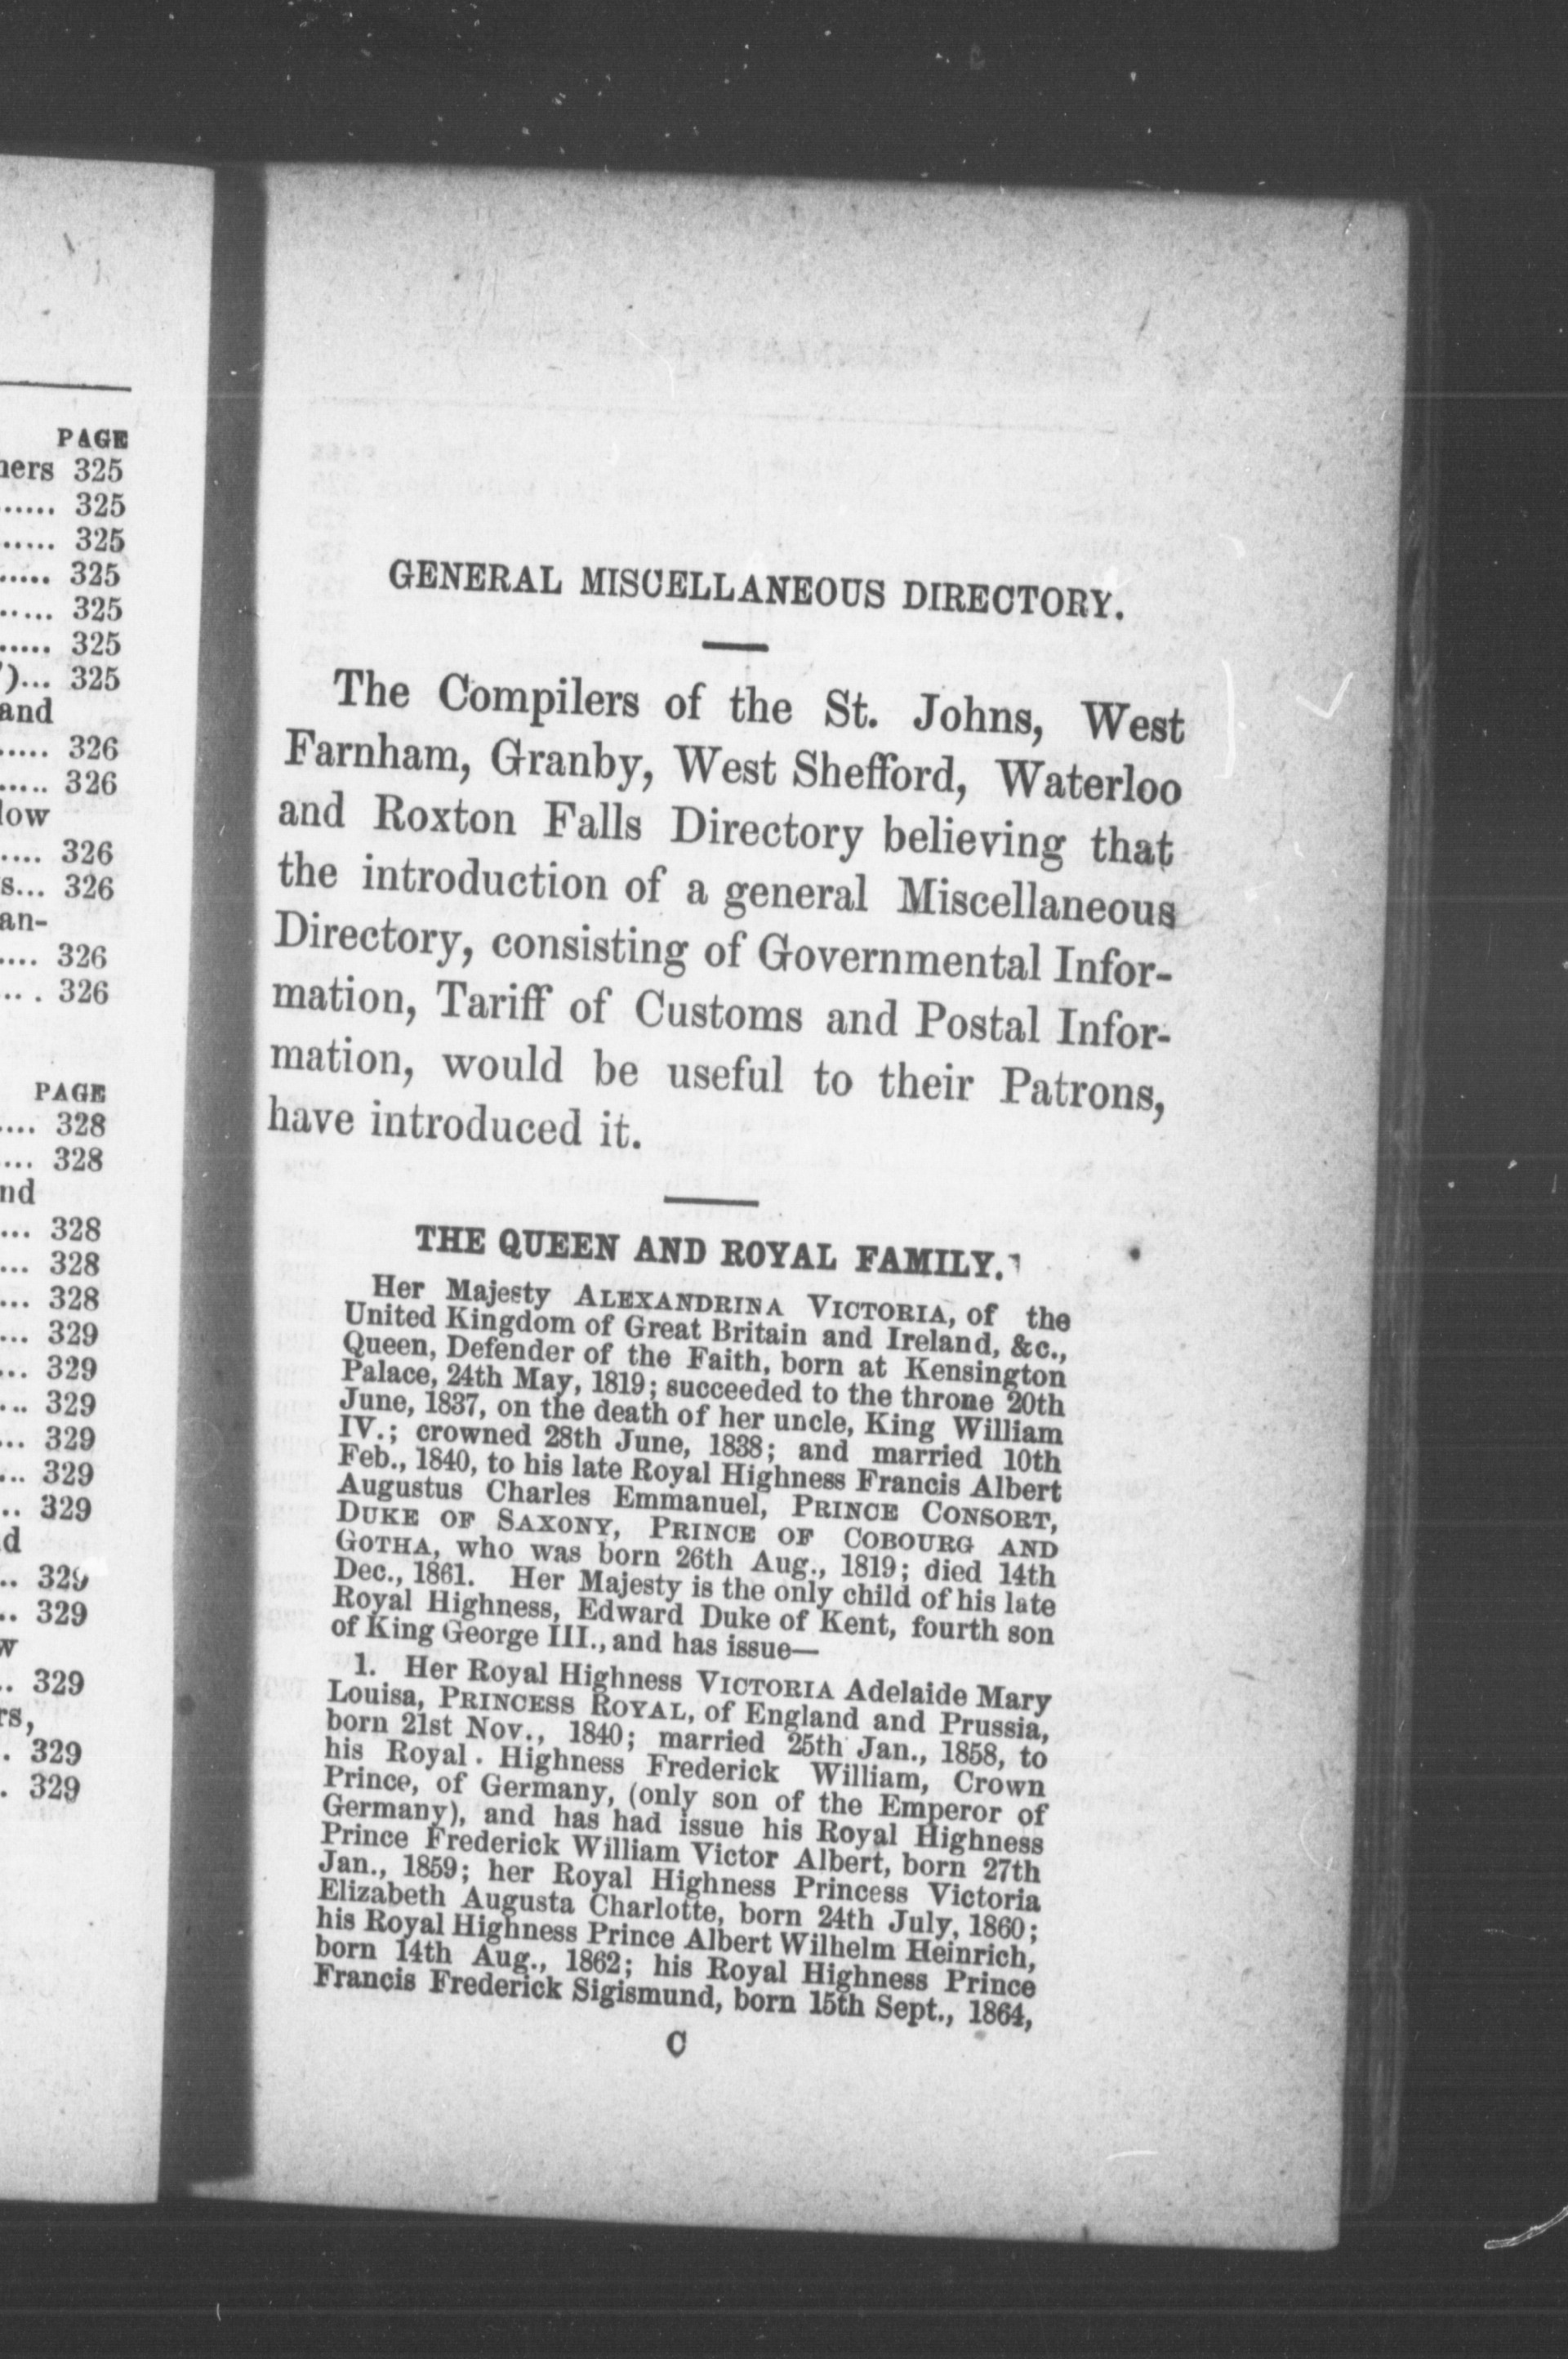 PAGE
ners 325
...... 325
...... 325
..... 325
..... 325
...... 325
')... 325
and
..... 326
..... 326
low
.... 326
s... 326
an-
.... 326
... . 326
PAGE
.... 328
.... 328
nd
... 328
... 328
... 328
... 329
... 329
... 329
... 329
... 329
.. 329
d
.. 329
.. 329
w
.. 329
rs,
. 329
. 329
GENERAL MISCELLANEOUS DIRECTORY.
The Compilers of the St. Johns, West
Farnham, Granby, West Shefford, Waterloo
and Roxton Falls Directory believing that
the introduction of a general Miscellaneous
Directory, consisting of Governmental Infor-
mation, Tariff of Customs and Postal Infor-
mation, would be useful to their Patrons,
have introduced it.
THE QUEEN AND ROYAL FAMILY.
Her Majesty ALEXANDRINA VICTORIA, of the
United Kingdom of Great Britain and Ireland, &c.,
Queen, Defender of the Faith, born at Kensington
Palace, 24th May, 1819; succeeded to the throne 20th
June, 1837, on the death of her uncle, King William
IV.; crowned 28th June, 1838; and married 10th
Feb., 1840, to his late Royal Highness Francis Albert
Augustus Charles Emmanuel, PRINCE CONSORT,
DUKE OF SAXONY, PRINCE OF COBOURG AND
GOTHA, who was born 26th Aug., 1819; died 14th
Dec., 1861. Her Majesty is the only child of his late
Royal Highness, Edward Duke of Kent, fourth son
of King George III., and has issue—
1. Her Royal Highness VICTORIA Adelaide Mary
Louisa, PRINCESS ROYAL, of England and Prussia,
born 21st Nov., 1840; married 25th Jan., 1858, to
his Royal . Highness Frederick William, Crown
Prince, of Germany, (only son of the Emperor of
Germany), and has had issue his Royal Highness
Prince Frederick William Victor Albert, born 27th
Jan., 1859; her Royal Highness Princess Victoria
Elizabeth Augusta Charlotte, born 24th July, 1860;
his Royal Highness Prince Albert Wilhelm Heinrich,
born 14th Aug., 1862; his Royal Highness Prince
Francis Frederick Sigismund, born 15th Sept., 1864,
C